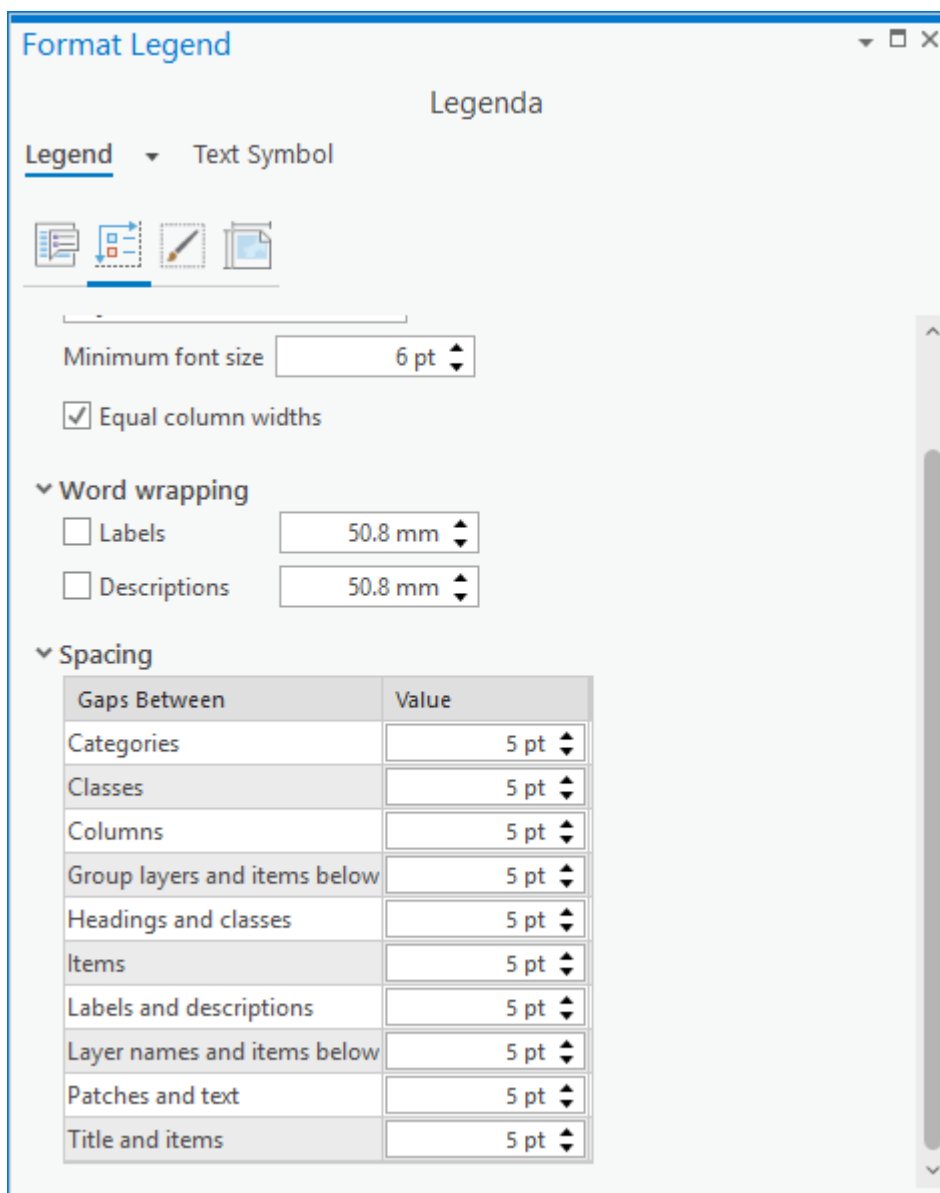 Format Legend
Legenda
Legend Text Symbol
Minimum font size 6 pt
Equal column widths
Word wrapping
Labels 50.8 mm
Descriptions 50.8 mm
Spacing
Gaps Between Value
Categories 5 pt
Classes 5 pt
Columns 5 pt
Group layers and items below 5 pt
Headings and classes 5 pt
Items 5 pt
Labels and descriptions 5 pt
Layer names and items below 5 pt
Patches and text 5 pt
Title and items 5 pt